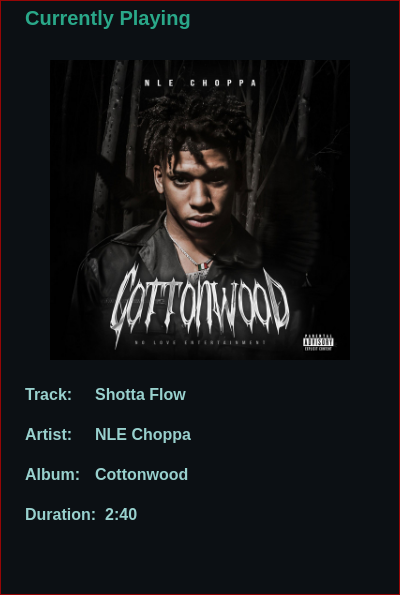 Currently Playing
NLE CHOPPA
COTTONWOOD
NO LOVE ENTERTAINMENT
PARENTAL
ADVISORY
EXPLICIT CONTENT
Track: Shotta Flow
Artist: NLE Choppa
Album: Cottonwood
Duration: 2:40